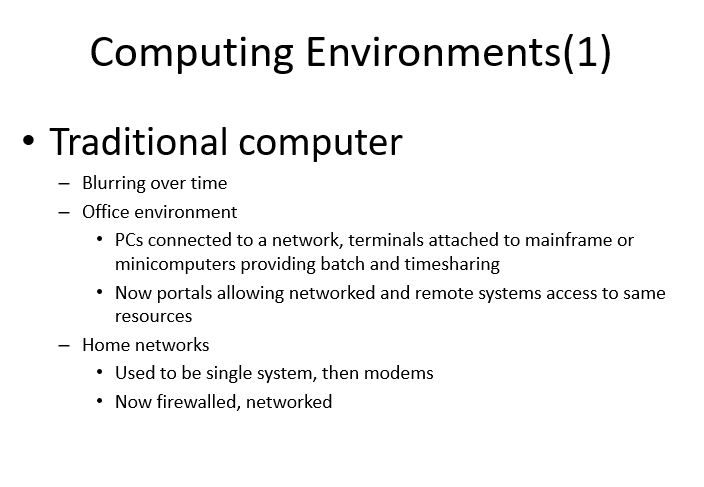 Computing Environments(1)
• Traditional computer
– Blurring over time
– Office environment
• PCs connected to a network, terminals attached to mainframe or
minicomputers providing batch and timesharing
• Now portals allowing networked and remote systems access to same
resources
– Home networks
• Used to be single system, then modems
• Now firewalled, networked